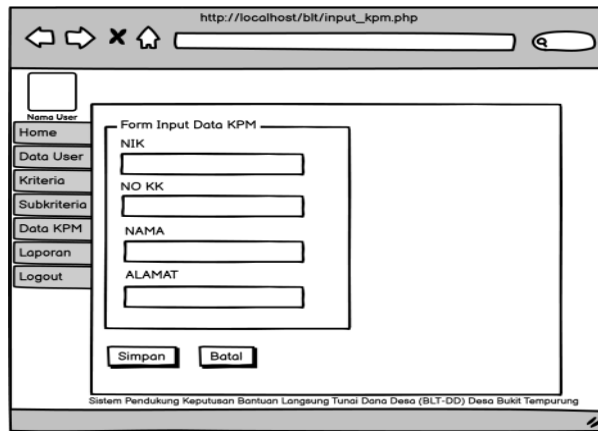 http://localhost/blt/input_kpm.php
Nama User
Home
Data User
Kriteria
Subkriteria
Data KPM
Laporan
Logout
Form Input Data KPM
NIK
NO KK
NAMA
ALAMAT
Simpan Batal
Sistem Pendukung Keputusan Bantuan Langsung Tunai Dana Desa (BLT-DD) Desa Bukit Tempurung